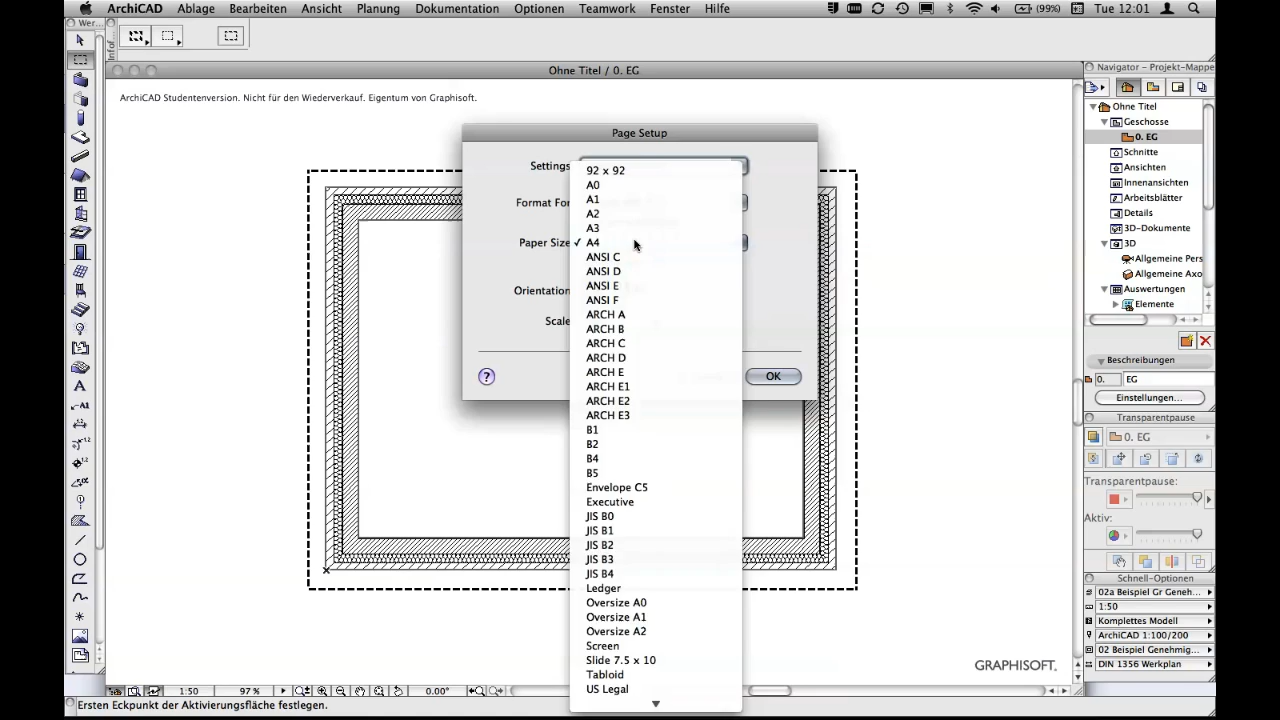 ArchiCAD Ablage Bearbeiten Ansicht Planung Dokumentation Optionen Teamwork Fenster Hilfe (99%) Tue 12:01
Wer...
Infof...
Ohne Titel / 0. EG
ArchiCAD Studentenversion. Nicht für den Wiederverkauf. Eigentum von Graphisoft.
Page Setup
Settings
Format For
Paper Size
Orientation
Scale
?
OK
92 x 92
A0
A1
A2
A3
✓ A4
ANSI C
ANSI D
ANSI E
ANSI F
ARCH A
ARCH B
ARCH C
ARCH D
ARCH E
ARCH E1
ARCH E2
ARCH E3
B1
B2
B4
B5
Envelope C5
Executive
JIS B0
JIS B1
JIS B2
JIS B3
JIS B4
Ledger
Oversize A0
Oversize A1
Oversize A2
Screen
Slide 7.5 x 10
Tabloid
US Legal
Navigator - Projekt-Mappe
Ohne Titel
Geschosse
0. EG
Schnitte
Ansichten
Innenansichten
Arbeitsblätter
Details
3D-Dokumente
3D
Allgemeine Pers
Allgemeine Axo
Auswertungen
Elemente
Beschreibungen
0. EG
Einstellungen...
Transparentpause
0. EG
Transparentpause:
Aktiv:
Schnell-Optionen
02a Beispiel Gr Geneh...
1:50
Komplettes Modell
ArchiCAD 1:100/200
02 Beispiel Genehmig...
DIN 1356 Werkplan
GRAPHISOFT.
1:50 97 % 0.00°
Ersten Eckpunkt der Aktivierungsfläche festlegen.